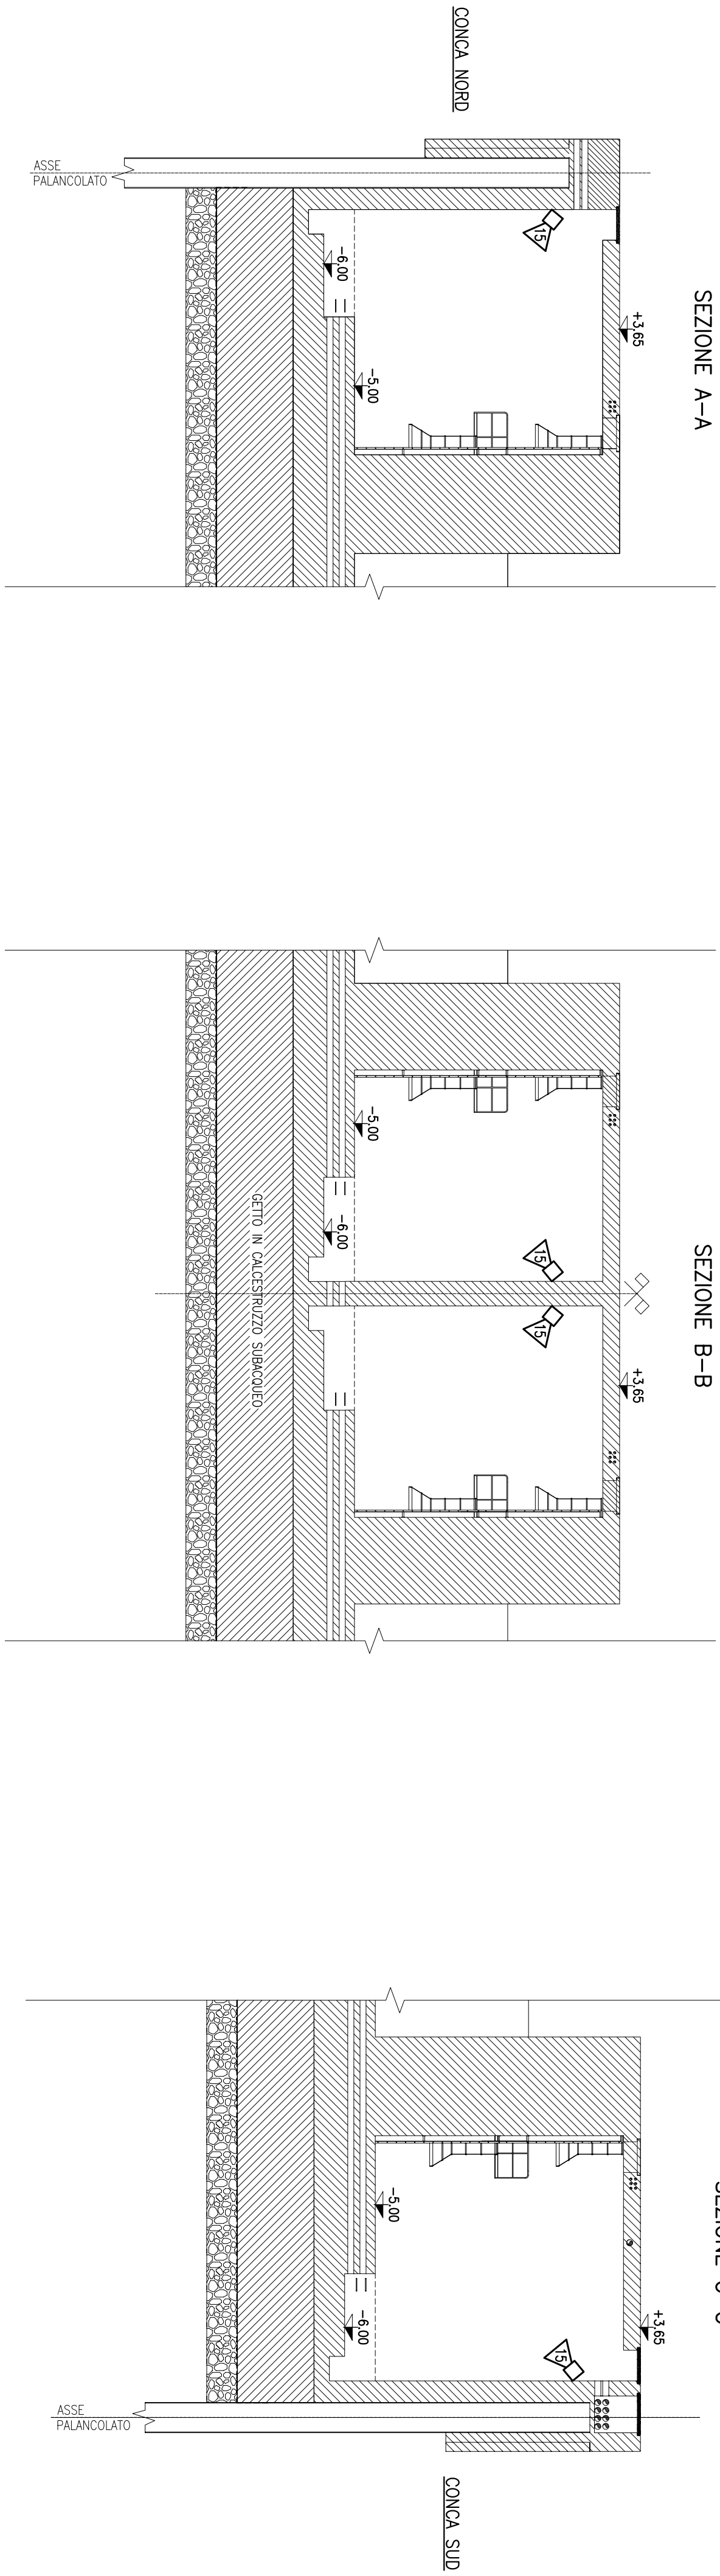 CONCA NORD
ASSE
PALANCOLATO
15
-6,00
-5,00
+3,65
SEZIONE A-A
-5,00
-6,00
15
15
+3,65
GETTO IN CALCESTRUZZO SUBACQUEO
SEZIONE B-B
-5,00
-6,00
15
+3,65
ASSE
PALANCOLATO
CONCA SUD